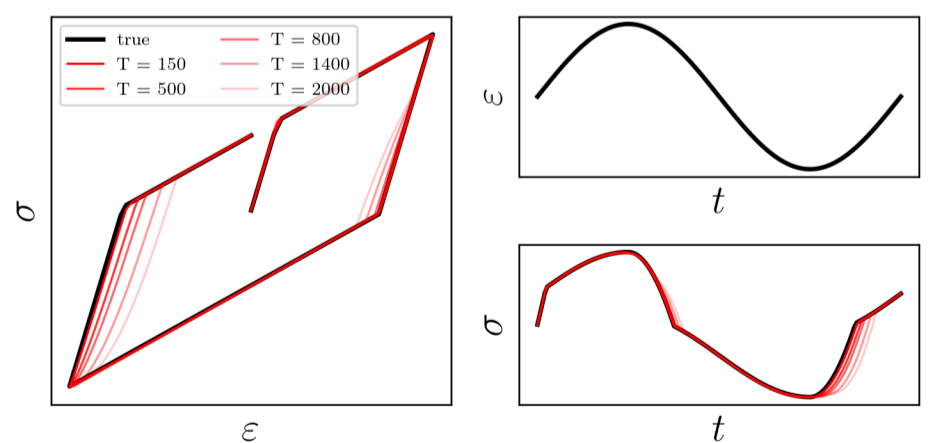 true
T = 150
T = 500
T = 800
T = 1400
T = 2000
σ
ε
ε
t
σ
t